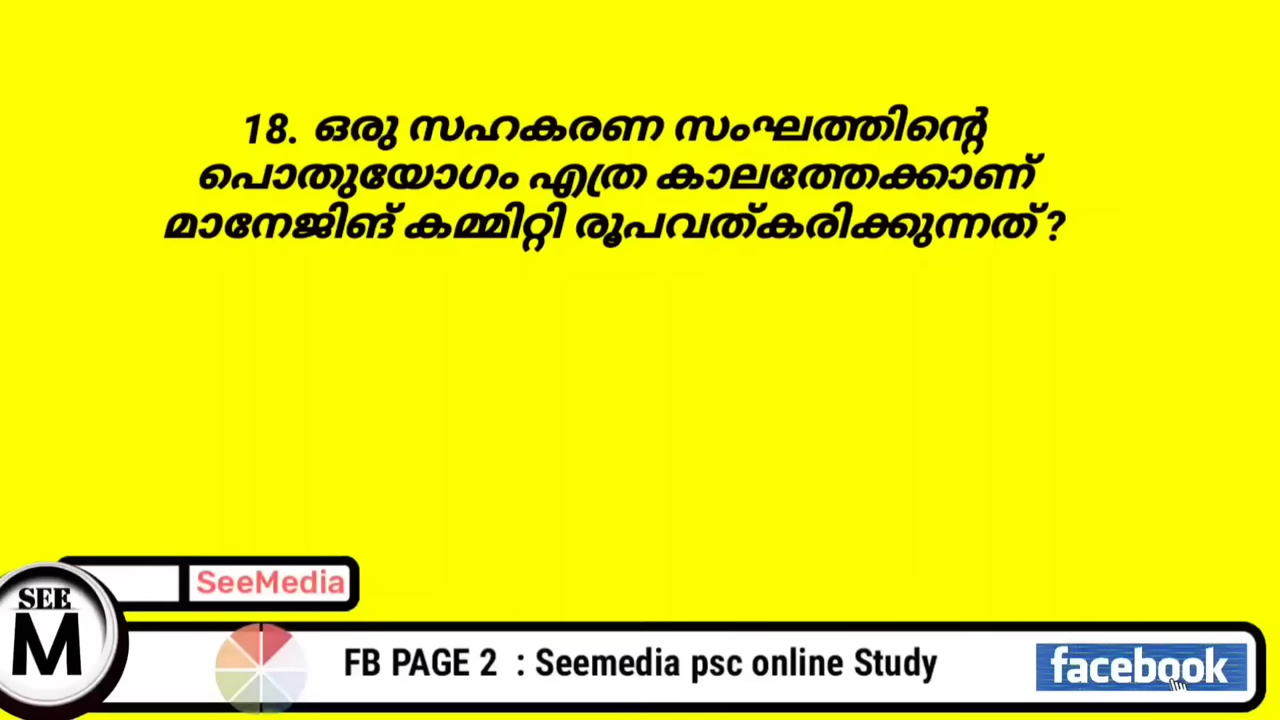 18. ഒരു സഹകരണ സംഘത്തിന്റെ
പൊതുയോഗം എത്ര കാലത്തേക്കാണ്
മാനേജിങ് കമ്മിറ്റി രൂപവത്കരിക്കുന്നത് ?
SeeMedia
SEE
M
FB PAGE 2 : Seemedia psc online Study
facebook